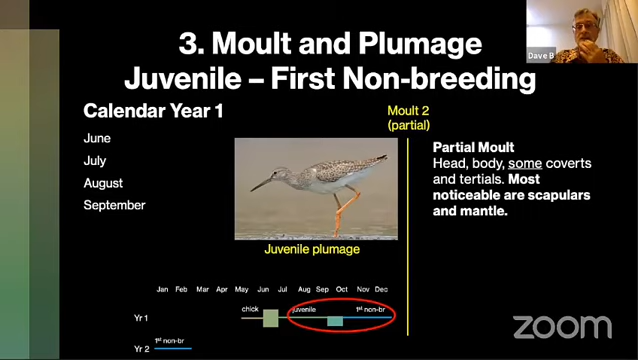 3. Moult and Plumage
Juvenile – First Non-breeding
Dave B
Calendar Year 1
June
July
August
September
Moult 2
(partial)
Juvenile plumage
Partial Moult
Head, body, some coverts
and tertials. Most
noticeable are scapulars
and mantle.
Jan Feb Mar Apr May Jun Jul Aug Sep Oct Nov Dec
chick juvenile 1st non-br
Yr 1
1st non-br
Yr 2
zoom